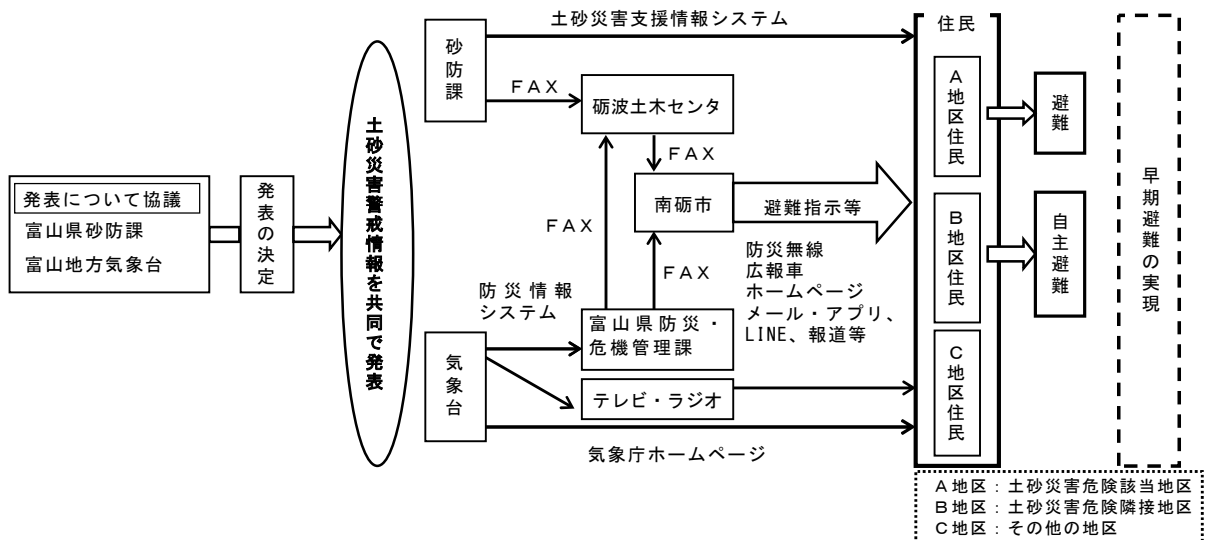 発表について協議
富山県砂防課
富山地方気象台
発表の決定
土砂災害警戒情報を共同で発表
砂防課
土砂災害支援情報システム
FAX
砺波土木センタ
FAX
南砺市
FAX
FAX
避難指示等
防災無線
広報車
ホームページ
メール・アプリ、
LINE、報道等
防災情報
システム
富山県防災・
危機管理課
気象台
テレビ・ラジオ
気象庁ホームページ
住民
A地区住民
B地区住民
C地区住民
避難
自主避難
早期避難の実現
A地区：土砂災害危険該当地区
B地区：土砂災害危険隣接地区
C地区：その他の地区